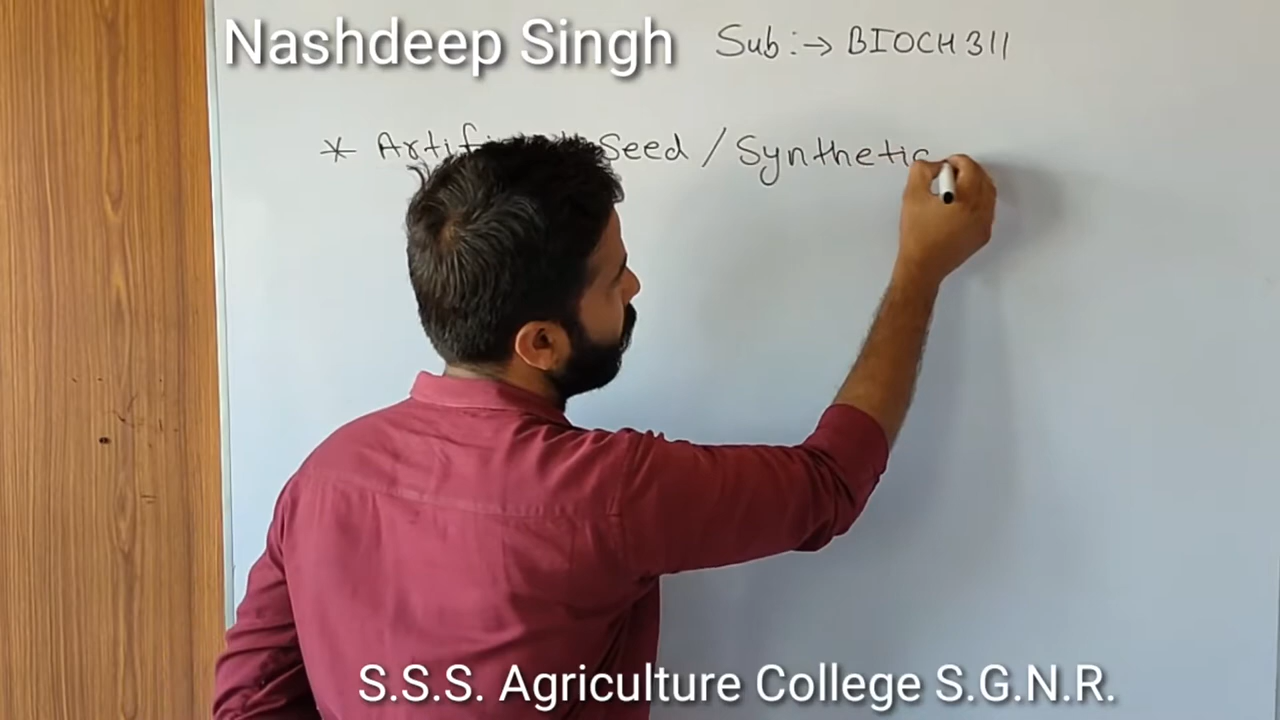 Nashdeep Singh Sub :→ BIOCH 311
* Seed / Synthetic
S.S.S. Agriculture College S.G.N.R.